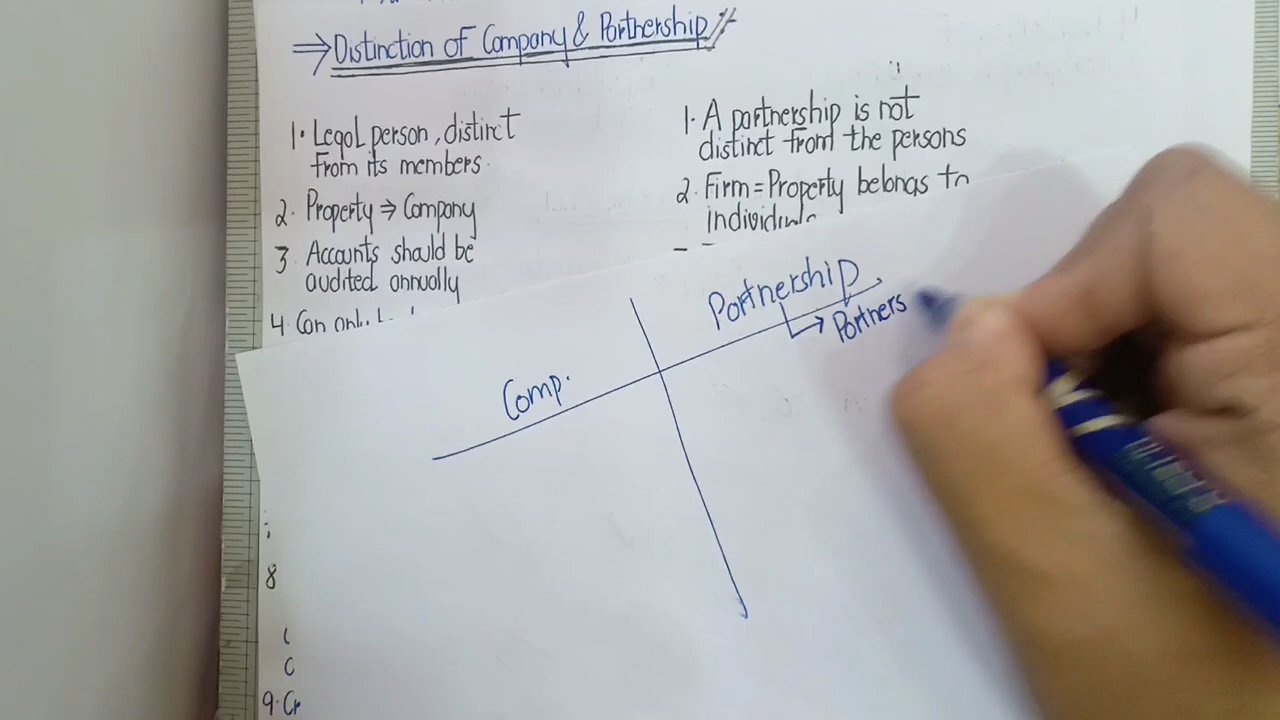 ⇒ Distinction of Company & Partnership //
1. Legal person, distinct
from its members.
2. Property ⇒ Company
3. Accounts should be
audited annually
4. Can
1. A partnership is not
distinct from the persons
2. Firm = Property belongs to
Partnership
→ Partners
Comp.
8
9.